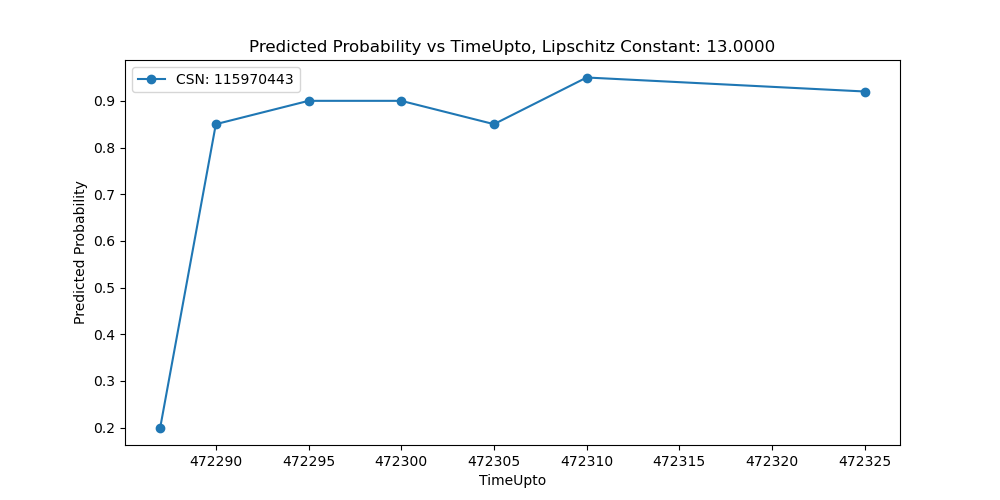 Predicted Probability vs TimeUpto, Lipschitz Constant: 13.0000
CSN: 115970443
Predicted Probability
0.9
0.8
0.7
0.6
0.5
0.4
0.3
0.2
472290 472295 472300 472305 472310 472315 472320 472325
TimeUpto